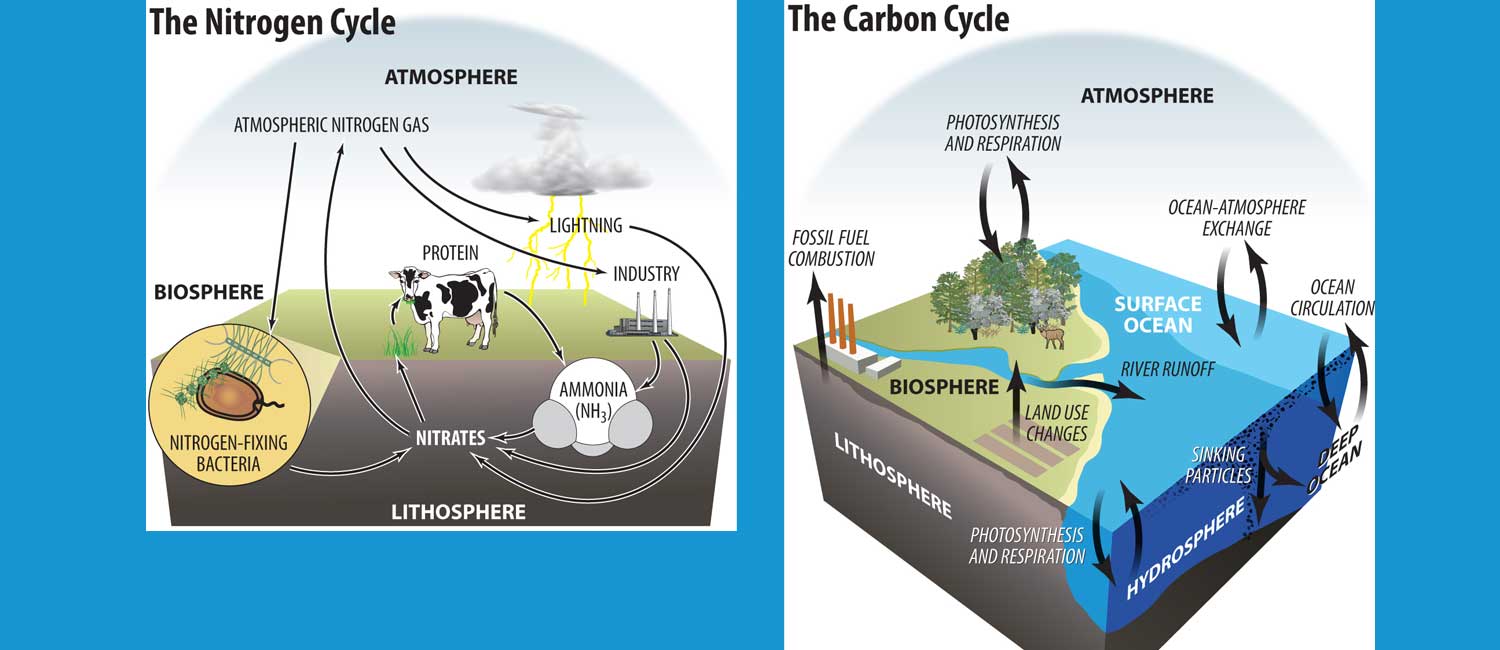 The Nitrogen Cycle
ATMOSPHERE
ATMOSPHERIC NITROGEN GAS
LIGHTNING
PROTEIN
INDUSTRY
BIOSPHERE
AMMONIA
(NH3)
NITROGEN-FIXING
BACTERIA
NITRATES
LITHOSPHERE
The Carbon Cycle
ATMOSPHERE
PHOTOSYNTHESIS
AND RESPIRATION
OCEAN-ATMOSPHERE
EXCHANGE
FOSSIL FUEL
COMBUSTION
OCEAN
CIRCULATION
SURFACE
OCEAN
RIVER RUNOFF
BIOSPHERE
LAND USE
CHANGES
LITHOSPHERE
SINKING
PARTICLES
DEEP
OCEAN
PHOTOSYNTHESIS
AND RESPIRATION
HYDROSPHERE